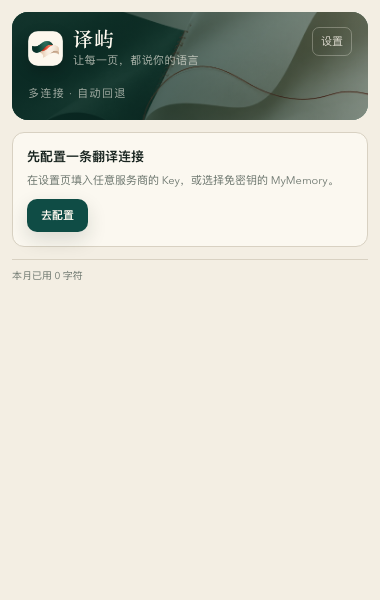 译屿
设置
让每一页，都说你的语言
多连接 · 自动回退
先配置一条翻译连接
在设置页填入任意服务商的 Key，或选择免密钥的 MyMemory。
去配置
本月已用 0 字符